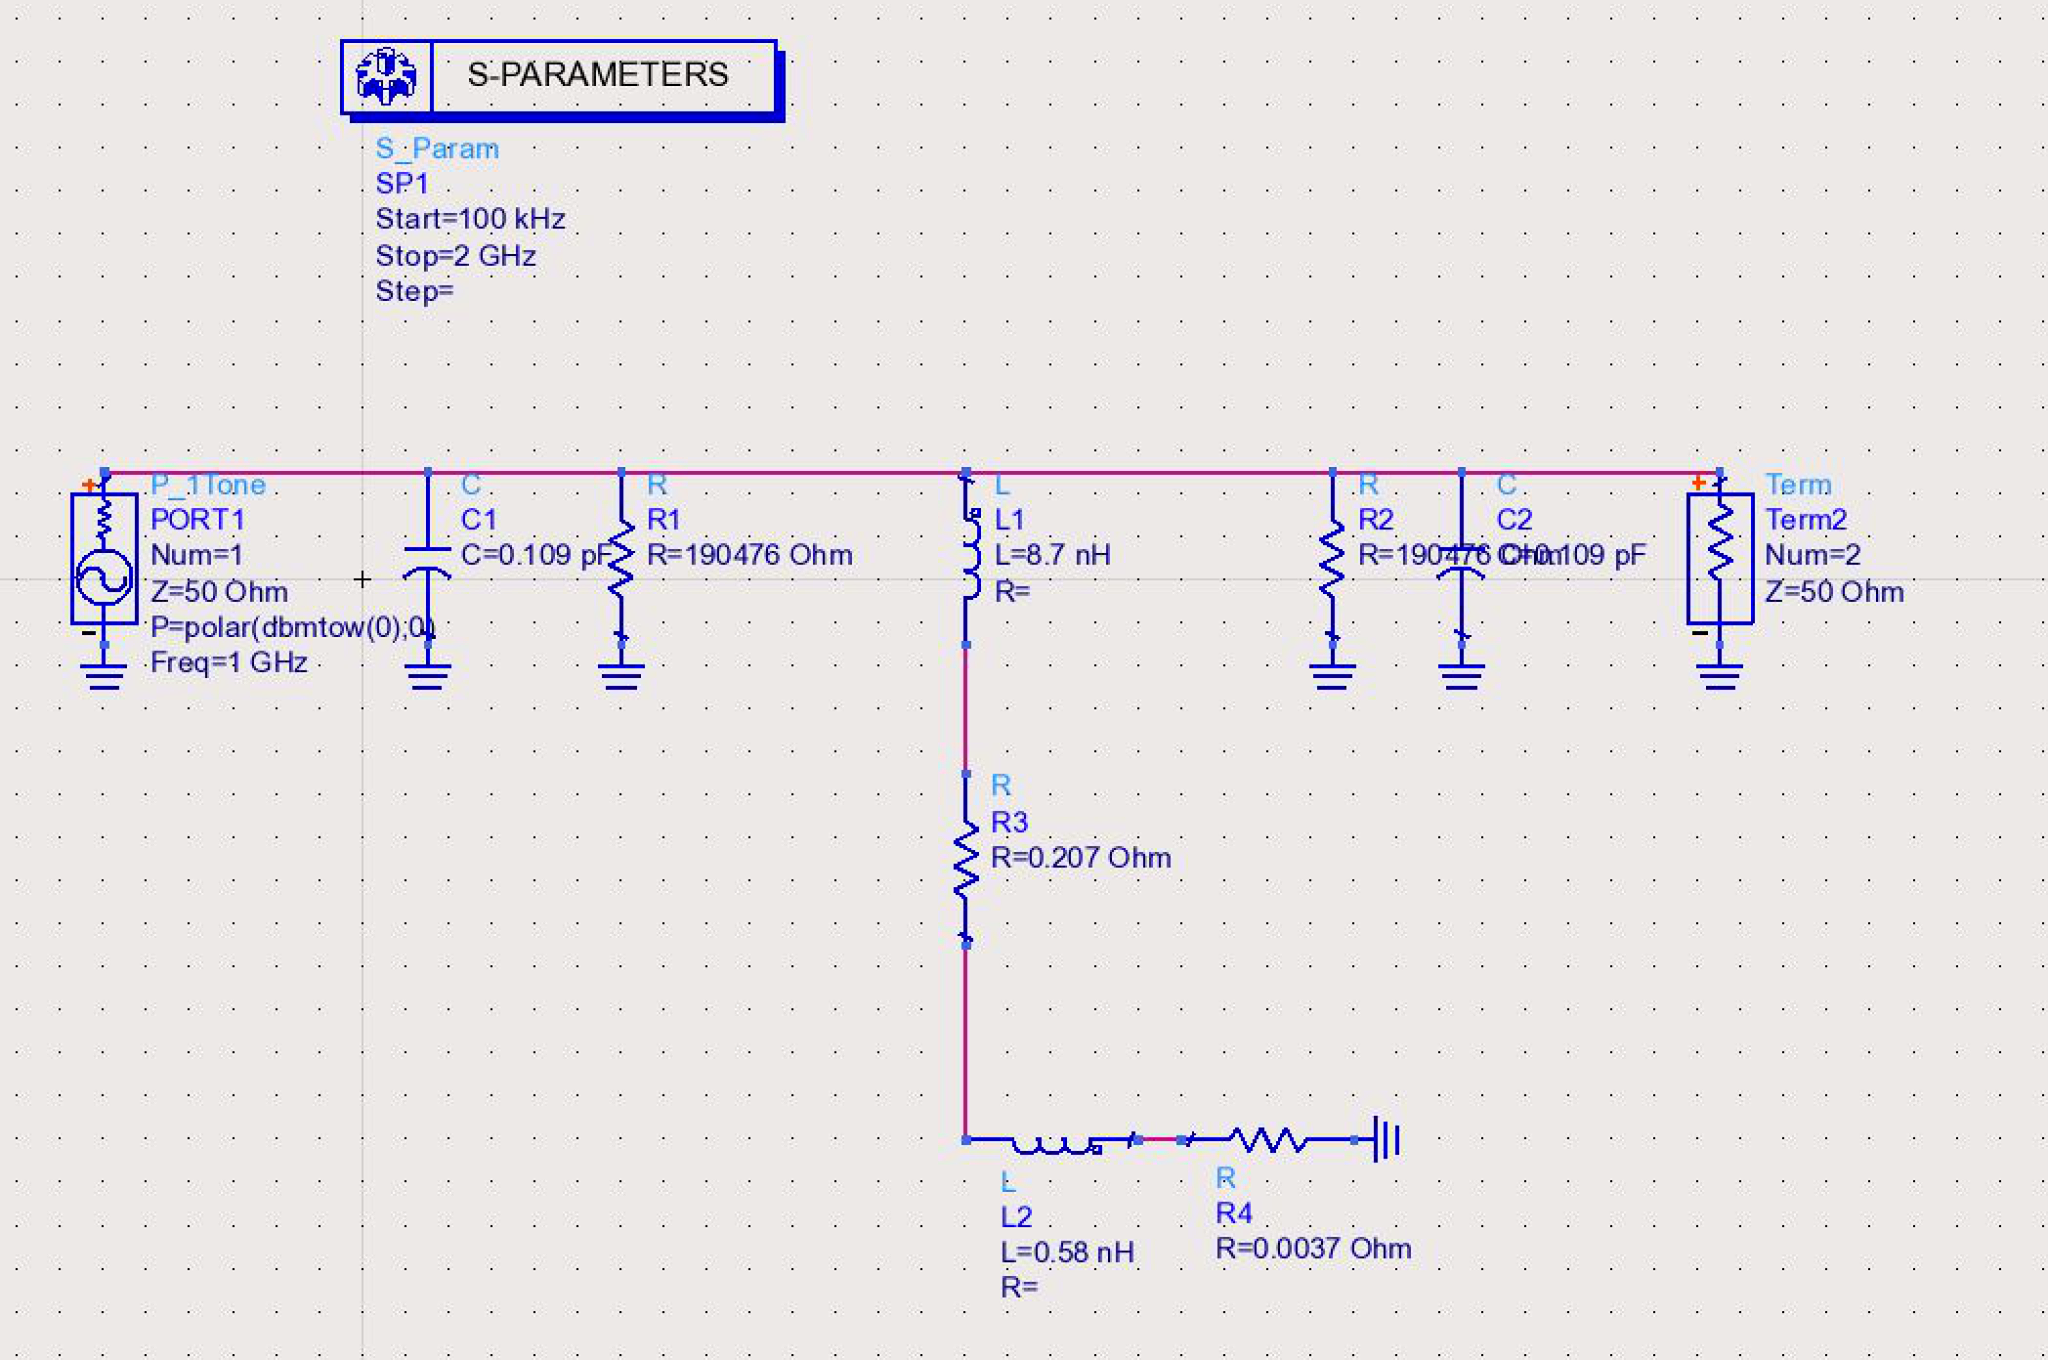 S-PARAMETERS
S_Param
SP1
Start=100 kHz
Stop=2 GHz
Step=
P_1Tone
PORT1
Num=1
Z=50 Ohm
P=polar(dbmtow(0),0)
Freq=1 GHz
C
C1
C=0.109 pF
R
R1
R=190476 Ohm
L
L1
L=8.7 nH
R=
R
R2
R=190476 Ohm
C
C2
C=0.109 pF
Term
Term2
Num=2
Z=50 Ohm
R
R3
R=0.207 Ohm
L
L2
L=0.58 nH
R=
R
R4
R=0.0037 Ohm